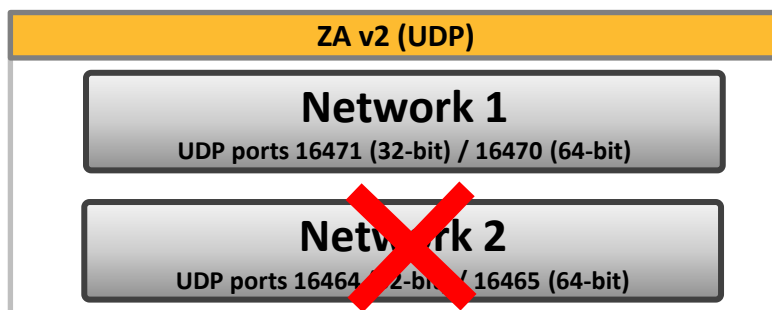 ZA v2 (UDP)
Network 1
UDP ports 16471 (32-bit) / 16470 (64-bit)
Network 2
UDP ports 16464 / 16465 (64-bit)